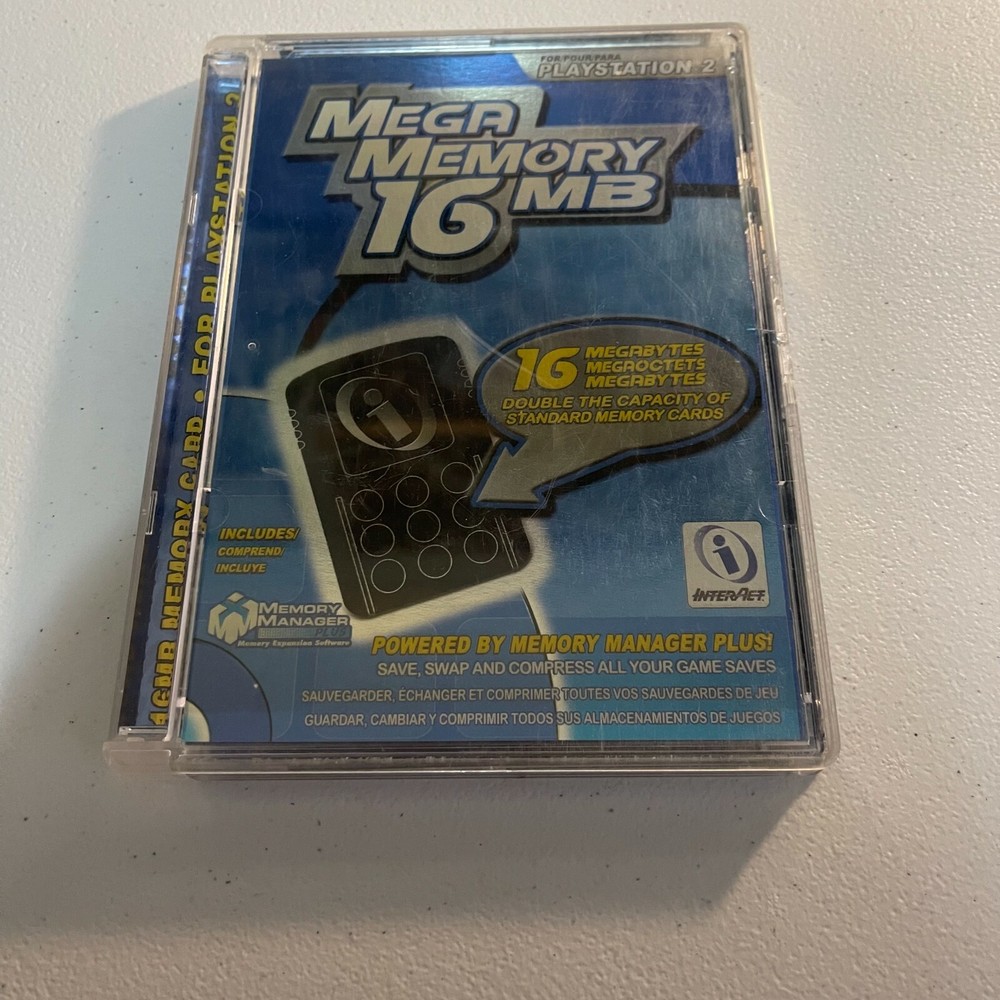 FOR/POUR/PARA
PLAYSTATION 2
MEGA
MEMORY
16 MB
16 MEGABYTES
MEGAOCTETS
MEGABYTES
DOUBLE THE CAPACITY OF
STANDARD MEMORY CARDS
i
INCLUDES/
COMPREND/
INCLUYE
i
INTERACT
MEMORY
MANAGER
PLUS
Memory Expansion Software
POWERED BY MEMORY MANAGER PLUS!
SAVE, SWAP AND COMPRESS ALL YOUR GAME SAVES
SAUVEGARDER, ÉCHANGER ET COMPRIMER TOUTES VOS SAUVEGARDES DE JEU
GUARDAR, CAMBIAR Y COMPRIMIR TODOS SUS ALMACENAMIENTOS DE JUEGOS
16MB MEMORY CARD • FOR PLAYSTATION 2